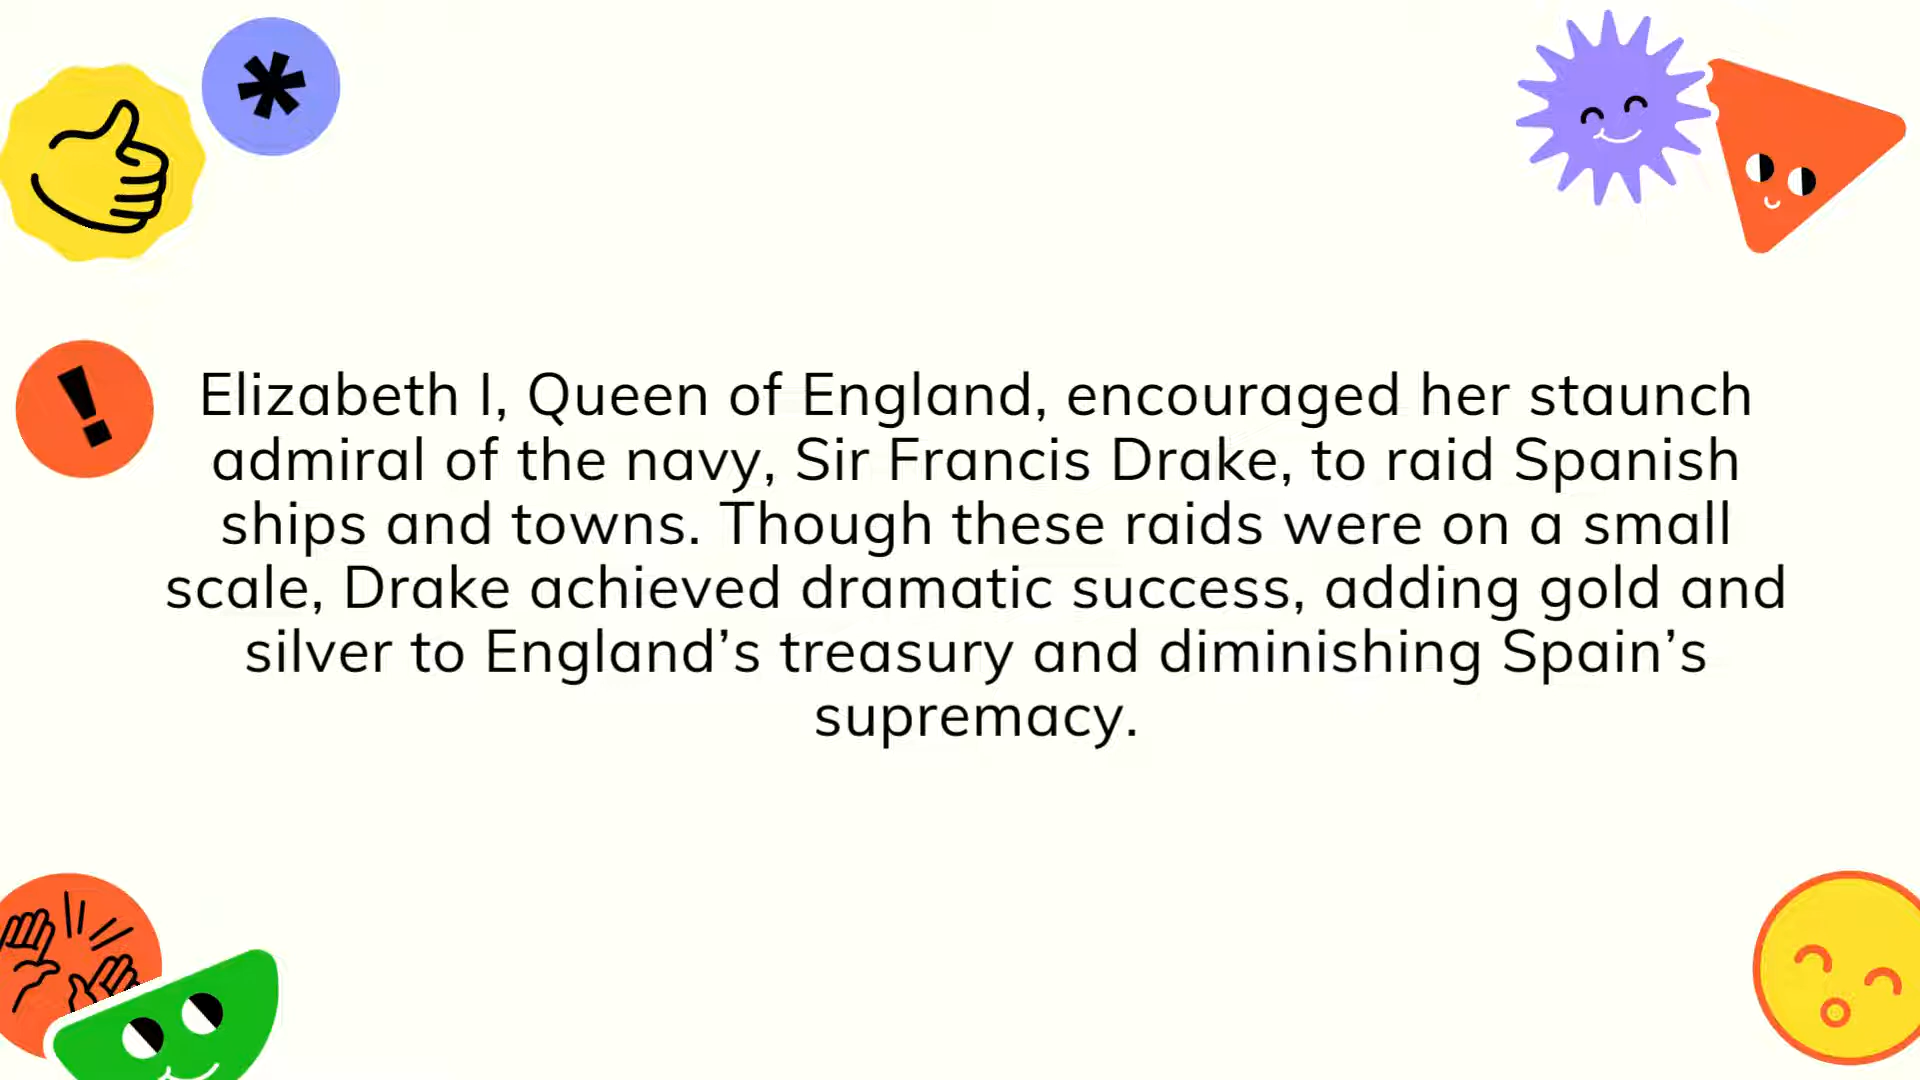 Elizabeth I, Queen of England, encouraged her staunch
admiral of the navy, Sir Francis Drake, to raid Spanish
ships and towns. Though these raids were on a small
scale, Drake achieved dramatic success, adding gold and
silver to England’s treasury and diminishing Spain’s
supremacy.